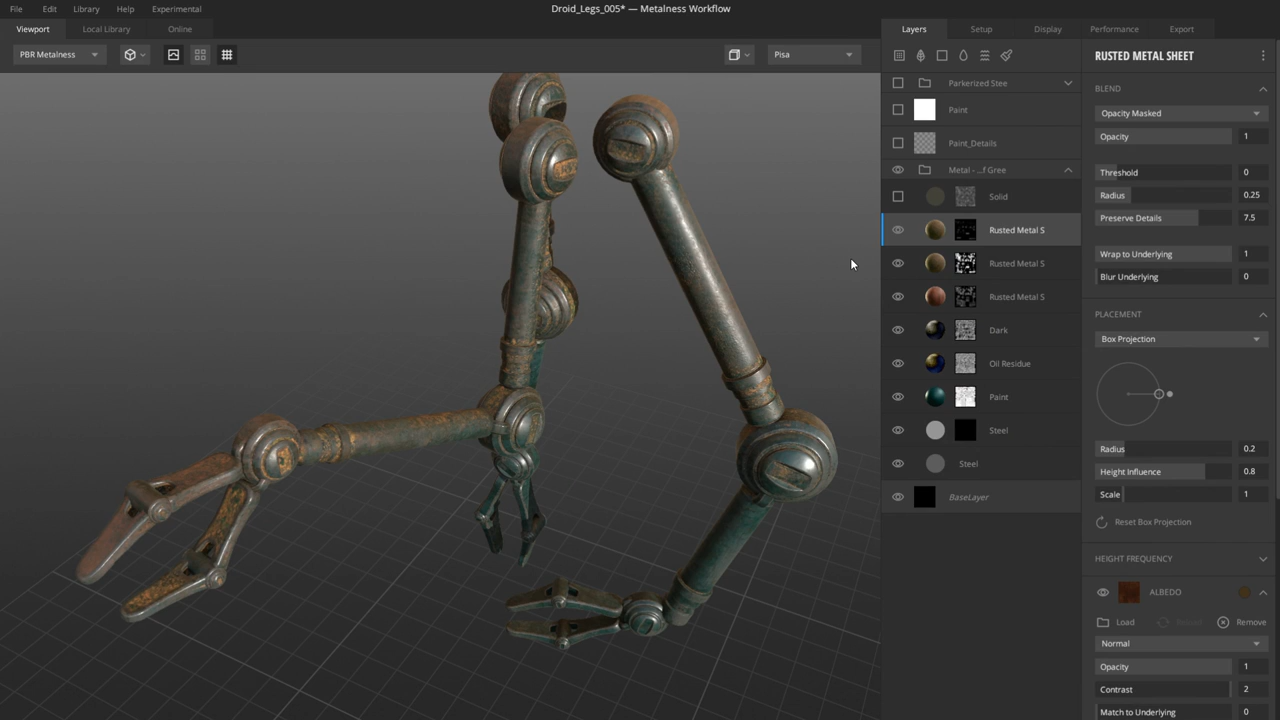 File Edit Library Help Experimental
Droid_Legs_005* — Metalness Workflow
Viewport Local Library Online
Layers Setup Display Performance Export
PBR Metalness
Pisa
RUSTED METAL SHEET
Parkerized Stee
Paint
Paint_Details
Metal - ...f Gree
Solid
Rusted Metal S
Rusted Metal S
Rusted Metal S
Dark
Oil Residue
Paint
Steel
Steel
BaseLayer
BLEND
Opacity Masked
Opacity 1
Threshold 0
Radius 0.25
Preserve Details 7.5
Wrap to Underlying 1
Blur Underlying 0
PLACEMENT
Box Projection
Radius 0.2
Height Influence 0.8
Scale 1
Reset Box Projection
HEIGHT FREQUENCY
ALBEDO
Load Remove
Normal
Opacity 1
Contrast 2
Match to Underlying 0